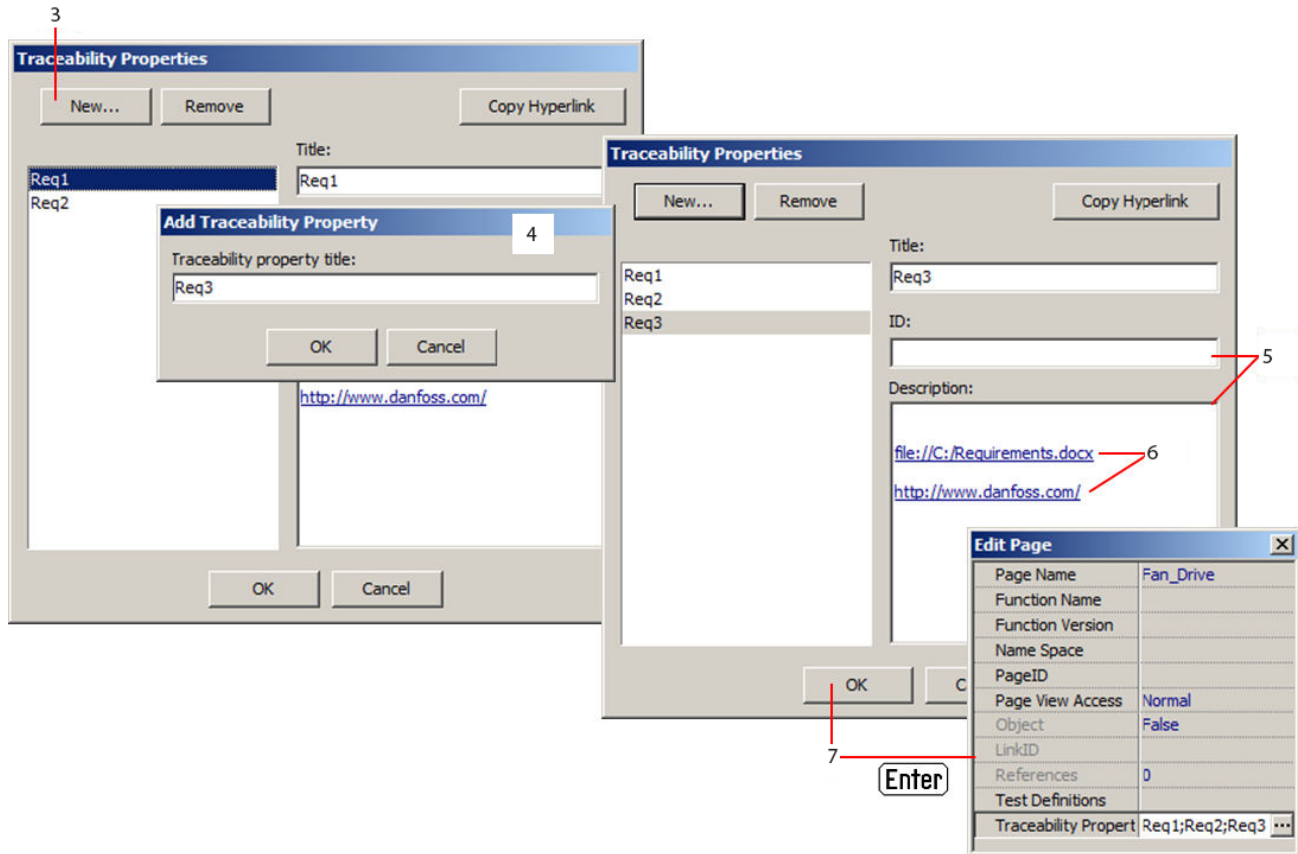 3
Traceability Properties
New...
Remove
Copy Hyperlink
Title:
Req1
Req1
Req2
Add Traceability Property
4
Traceability property title:
Req3
OK
Cancel
http://www.danfoss.com/
OK
Cancel
Traceability Properties
New...
Remove
Copy Hyperlink
Title:
Req1
Req2
Req3
Req3
ID:
5
Description:
file://C:/Requirements.docx
6
http://www.danfoss.com/
OK
C
7
Enter
Edit Page
Page Name Fan_Drive
Function Name
Function Version
Name Space
PageID
Page View Access Normal
Object False
LinkID
References 0
Test Definitions
Traceability Propert Req1;Req2;Req3 ...